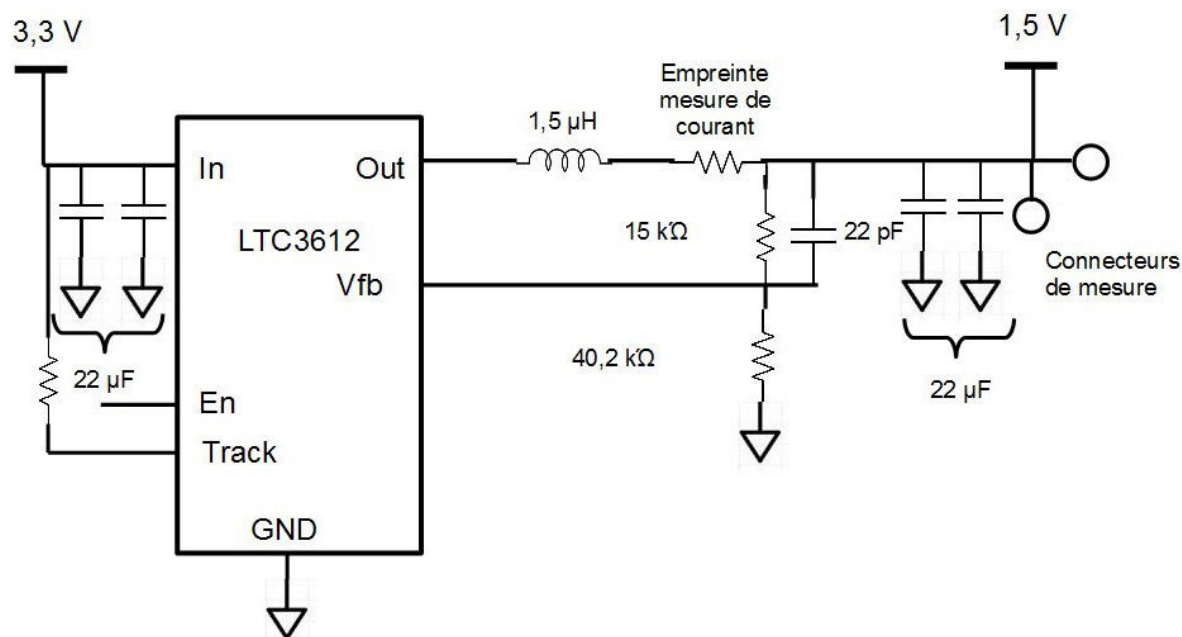 3,3 V
1,5 V
Empreinte
mesure de
courant
1,5 µH
In
Out
LTC3612
15 kΩ
22 pF
Vfb
Connecteurs
de mesure
40,2 kΩ
22 µF
22 µF
En
Track
GND